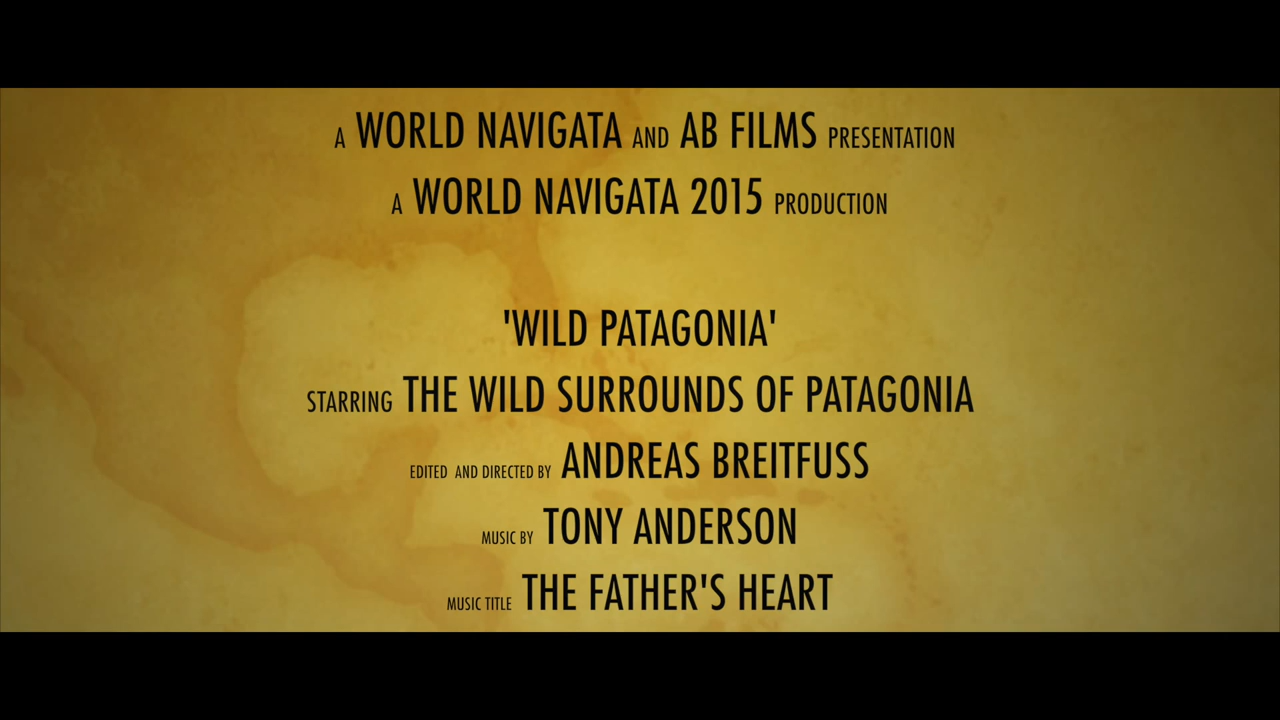 A WORLD NAVIGATA AND AB FILMS PRESENTATION
A WORLD NAVIGATA 2015 PRODUCTION
'WILD PATAGONIA'
STARRING THE WILD SURROUNDS OF PATAGONIA
EDITED AND DIRECTED BY ANDREAS BREITFUSS
MUSIC BY TONY ANDERSON
MUSIC TITLE THE FATHER'S HEART